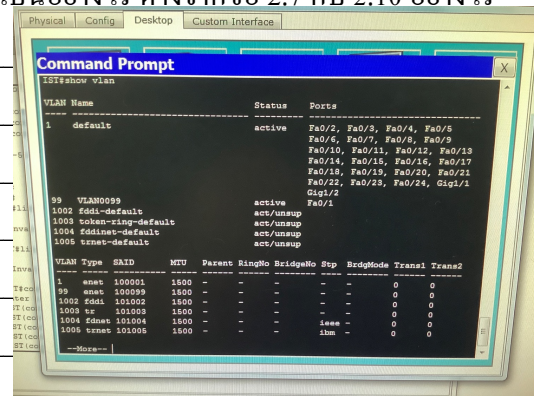 Physical Config Desktop Custom Interface
Command Prompt X
IST#show vlan
VLAN Name Status Ports
---- -------------------------------- --------- -------------------------------
1 default active Fa0/2, Fa0/3, Fa0/4, Fa0/5
Fa0/6, Fa0/7, Fa0/8, Fa0/9
Fa0/10, Fa0/11, Fa0/12, Fa0/13
Fa0/14, Fa0/15, Fa0/16, Fa0/17
Fa0/18, Fa0/19, Fa0/20, Fa0/21
Fa0/22, Fa0/23, Fa0/24, Gig1/1
Gig1/2
99 VLAN0099 active Fa0/1
1002 fddi-default act/unsup
1003 token-ring-default act/unsup
1004 fddinet-default act/unsup
1005 trnet-default act/unsup
VLAN Type SAID MTU Parent RingNo BridgeNo Stp BrdgMode Trans1 Trans2
---- ----- ---------- ----- ------ ------ -------- ---- -------- ------ ------
1 enet 100001 1500 - - - - - 0 0
99 enet 100099 1500 - - - - - 0 0
1002 fddi 101002 1500 - - - - - 0 0
1003 tr 101003 1500 - - - - - 0 0
1004 fdnet 101004 1500 - - - ieee - 0 0
1005 trnet 101005 1500 - - - ibm - 0 0
--More--